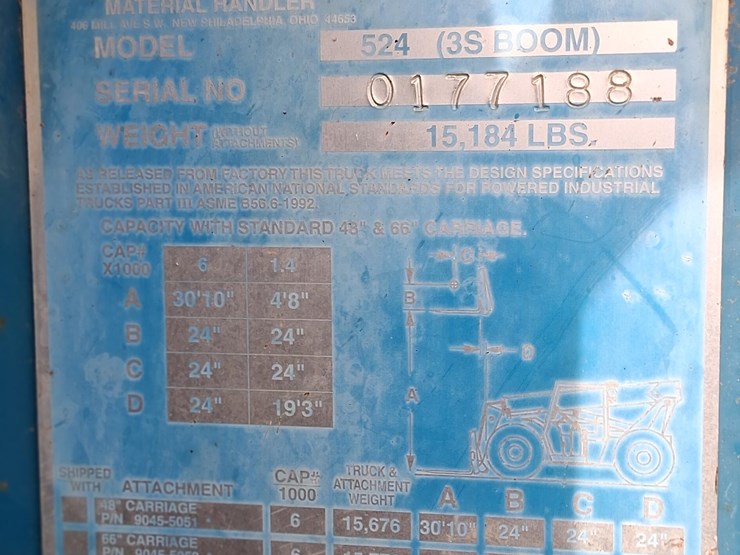 MATERIAL HANDLER
406 MILL AVE S.W. NEW PHILADELPHIA, OHIO 44663
MODEL 524 (3S BOOM)
SERIAL NO 0177188
WEIGHT (WITHOUT ATTACHMENTS) 15,184 LBS.
AS RELEASED FROM FACTORY THIS TRUCK MEETS THE DESIGN SPECIFICATIONS
ESTABLISHED IN AMERICAN NATIONAL STANDARDS FOR POWERED INDUSTRIAL
TRUCKS PART III ASME B56.6-1992
CAPACITY WITH STANDARD 48" & 66" CARRIAGE.
CAP# X1000 6 1.4
A 30'10" 4'8"
B 24" 24"
C 24" 24"
D 24" 19'3"
C
B
D
A
SHIPPED WITH ATTACHMENT CAP# 1000 TRUCK & ATTACHMENT WEIGHT A B C D
48" CARRIAGE
P/N 9045-5051 6 15,676 30'10" 24" 24" 24"
66" CARRIAGE
P/N 6